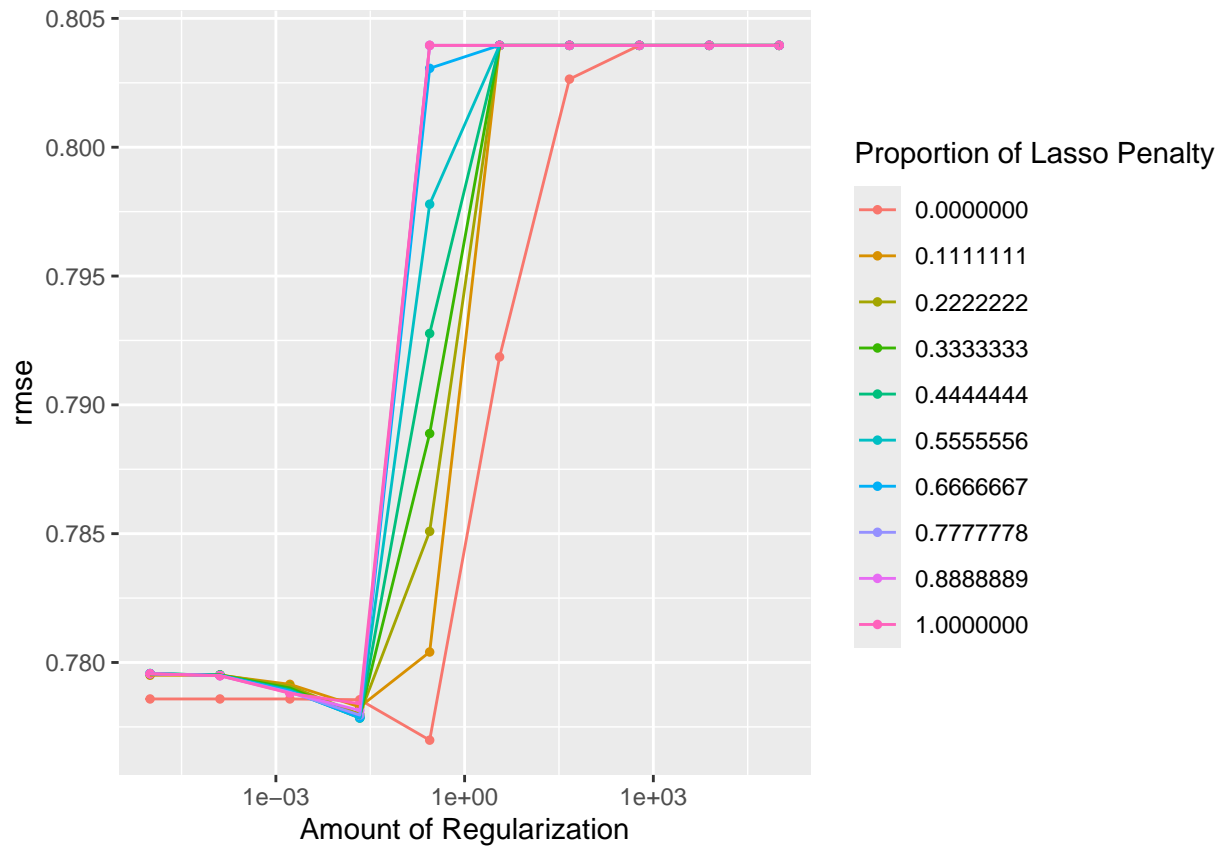 0.805
0.800
0.795
0.790
0.785
0.780
rmse
1e−03
1e+00
1e+03
Amount of Regularization
Proportion of Lasso Penalty
0.0000000
0.1111111
0.2222222
0.3333333
0.4444444
0.5555556
0.6666667
0.7777778
0.8888889
1.0000000